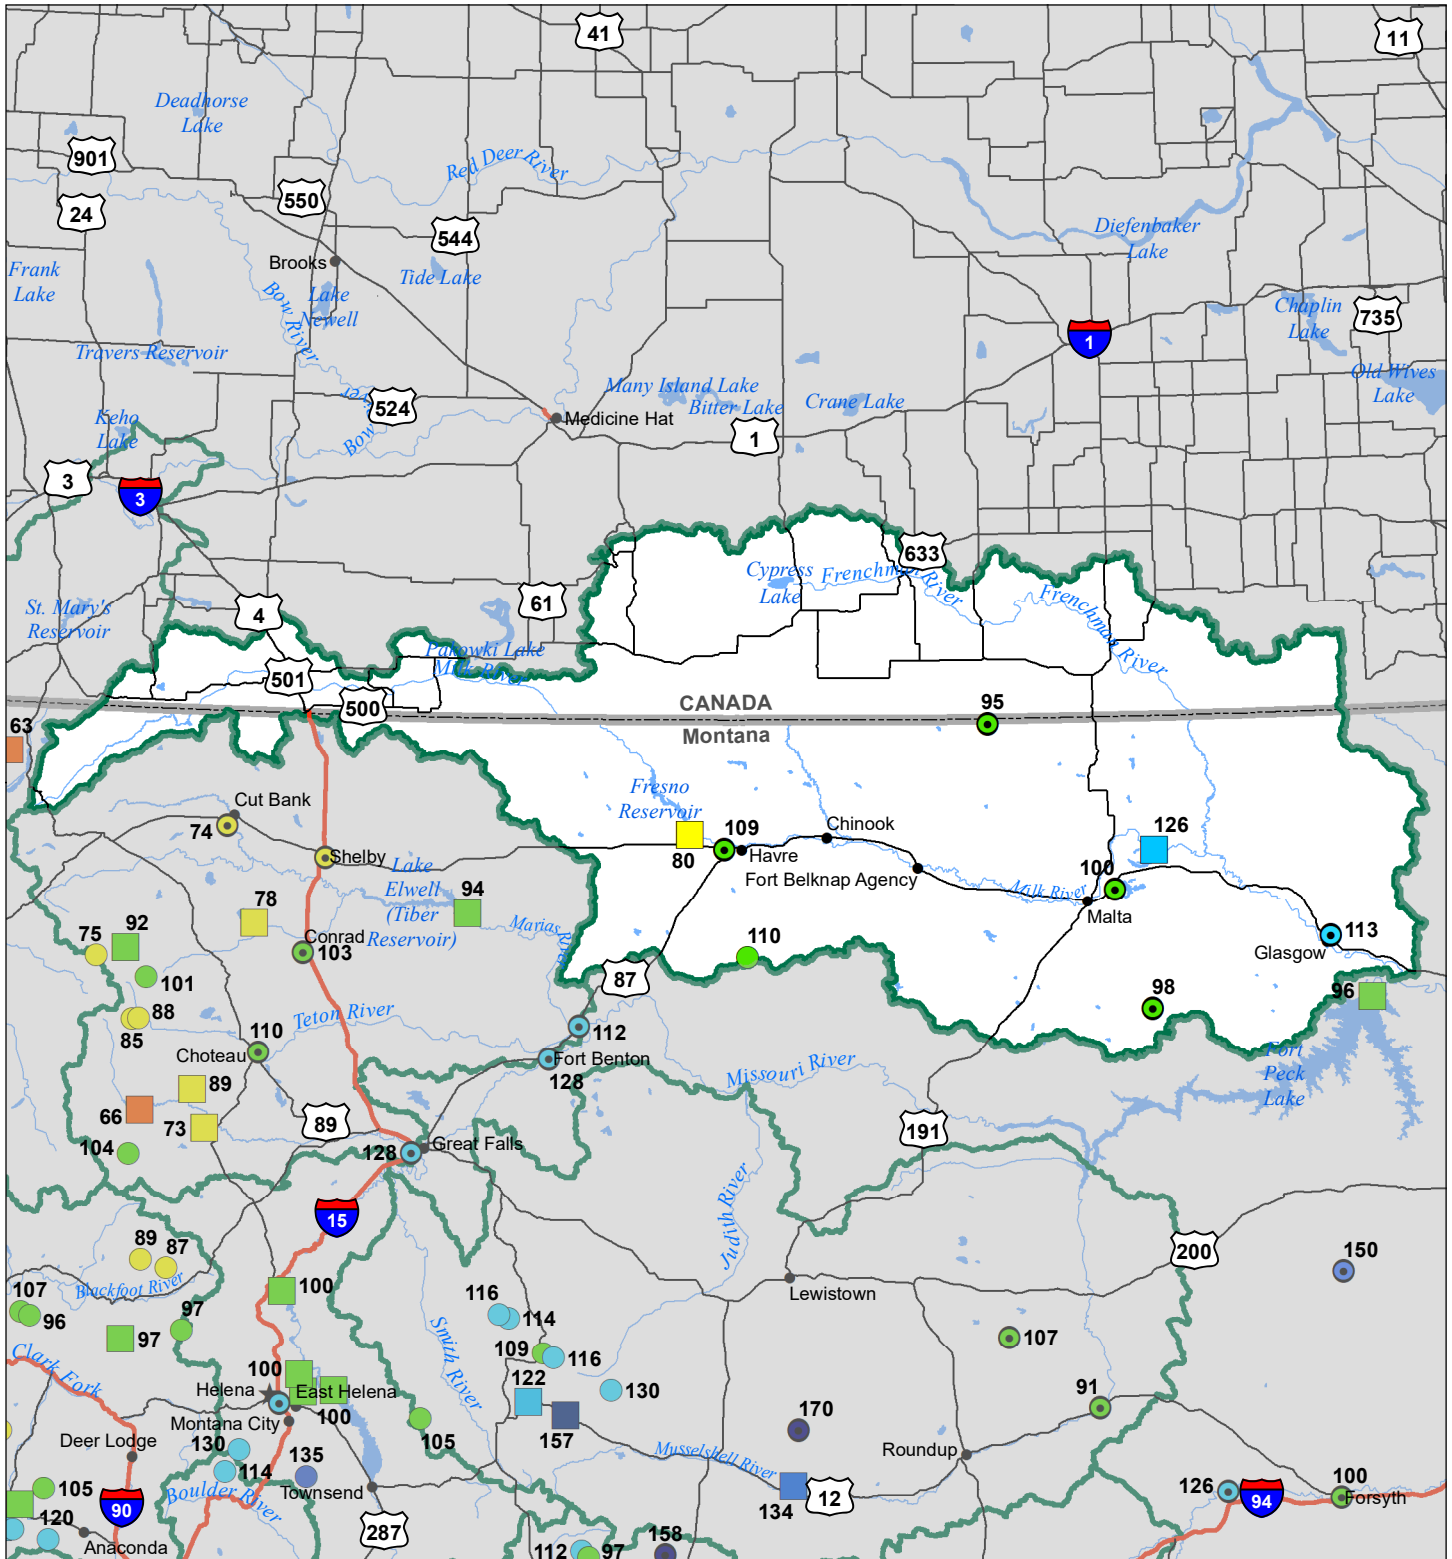 41
11
Deadhorse
Lake
901
Red Deer River
550
24
544
Diefenbaker
Lake
Brooks
Frank
Lake
Tide Lake
Bow River
Lake
Newell
Chaplin
Lake
735
1
Travers Reservoir
Old Wives
Lake
Many Island Lake
Bitter Lake
Crane Lake
524
Keho
Lake
Medicine Hat
Bow
1
3
3
633
Cypress
Lake
Frenchman River
Frenchman River
61
4
St. Mary's
Reservoir
Pakowki Lake
Milk River
501
500
CANADA
Montana
95
63
Fresno
Reservoir
Cut Bank
74
80
109
Havre
Chinook
Fort Belknap Agency
126
100
Milk River
Malta
Shelby
Lake
Elwell
(Tiber
Reservoir)
94
Marias River
78
92
75
101
Conrad
103
113
Glasgow
110
87
98
96
88
85
Teton River
112
110
Choteau
Fort Benton
128
Missouri River
Fort
Peck
Lake
89
66
73
89
191
104
128
Great Falls
Judith River
15
200
89
87
150
Blackfoot River
107
96
100
Lewistown
97
97
116
114
Smith River
107
109
116
Clark Fork
100
Helena
East Helena
100
122
130
91
Montana City
157
170
105
Deer Lodge
130
114
135
Musselshell River
Roundup
105
Boulder River
Townsend
134
12
126
94
100
Forsyth
90
120
Anaconda
287
112
97
158